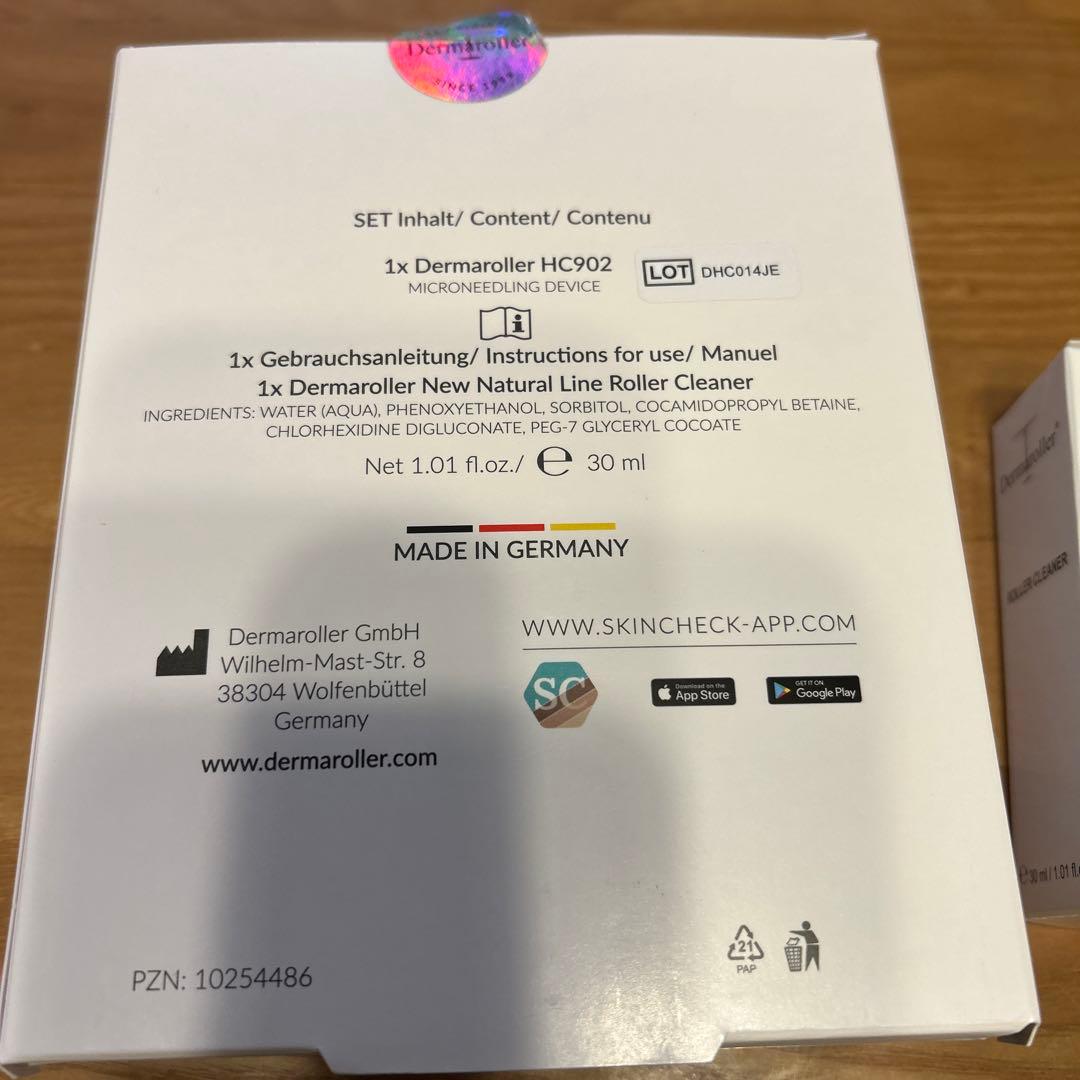 Dermaroller
SINCE 1999
SET Inhalt/ Content/ Contenu
1x Dermaroller HC902
MICRONEEDLING DEVICE
LOT DHC014JE
i
1x Gebrauchsanleitung/ Instructions for use/ Manuel
1x Dermaroller New Natural Line Roller Cleaner
INGREDIENTS: WATER (AQUA), PHENOXYETHANOL, SORBITOL, COCAMIDOPROPYL BETAINE,
CHLORHEXIDINE DIGLUCONATE, PEG-7 GLYCERYL COCOATE
Net 1.01 fl.oz./ ℮ 30 ml
MADE IN GERMANY
Dermaroller GmbH
Wilhelm-Mast-Str. 8
38304 Wolfenbüttel
Germany
www.dermaroller.com
WWW.SKINCHECK-APP.COM
SC
Download on the
App Store
GET IT ON
Google Play
21
PAP
PZN: 10254486
Dermaroller®
ROLLER CLEANER
℮ 30 ml / 1.01 fl.